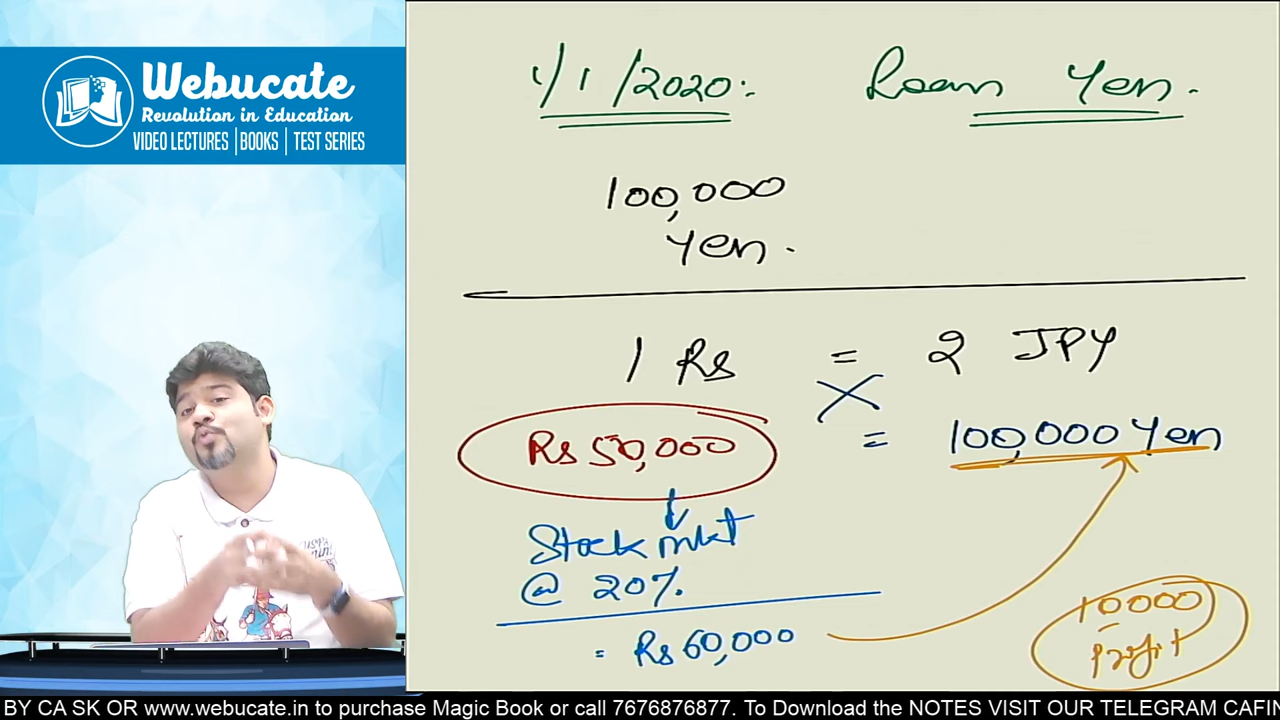 Webucate
Revolution in Education
VIDEO LECTURES | BOOKS | TEST SERIES
1/1/2020:
Loan Yen.
100,000
Yen.
1 Rs = 2 JPY
Rs 50,000 = 100,000 Yen
Stock mkt
@ 20%.
= Rs 60,000
10000
Profit
BY CA SK OR www.webucate.in to purchase Magic Book or call 7676876877. To Download the NOTES VISIT OUR TELEGRAM CAFIN